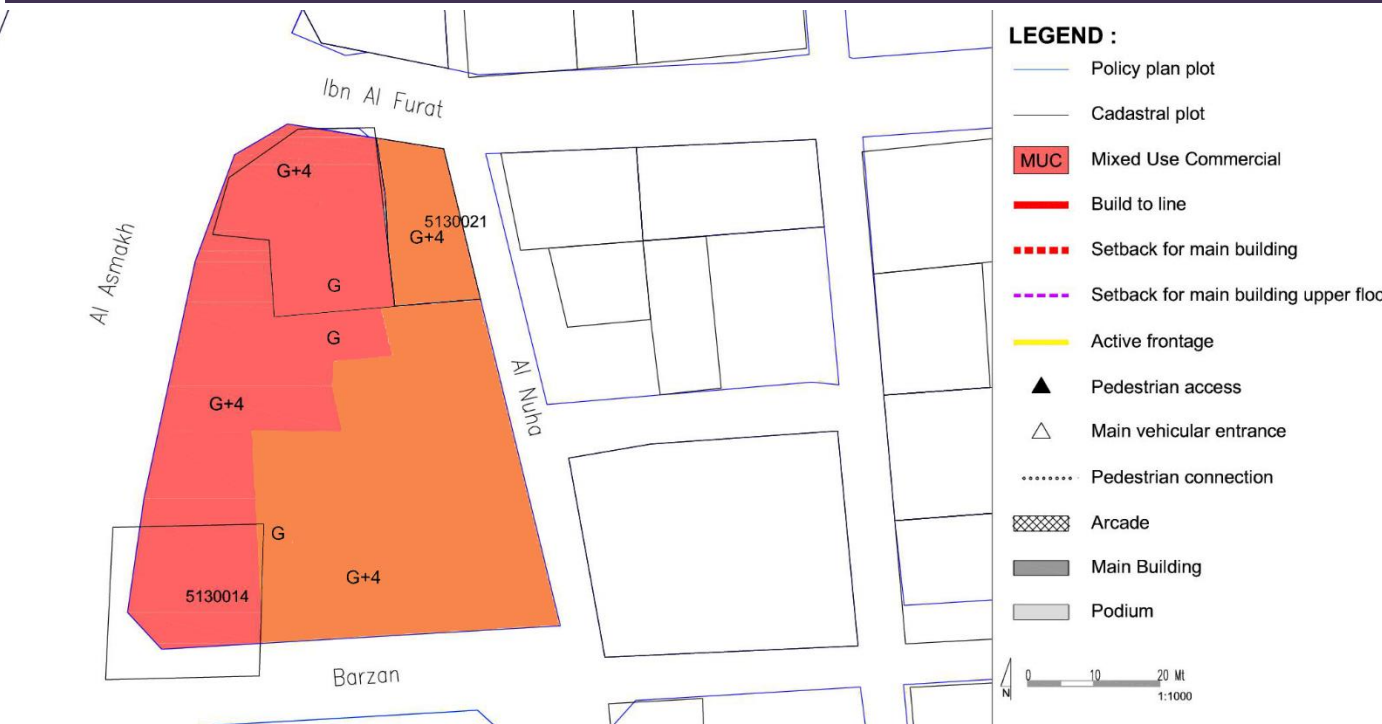 Ibn Al Furat
G+4
5130021
G+4
Al Asmakh
G
G
Al Nuha
G+4
G
G+4
5130014
Barzan
LEGEND :
Policy plan plot
Cadastral plot
MUC Mixed Use Commercial
Build to line
Setback for main building
Setback for main building upper floo
Active frontage
Pedestrian access
Main vehicular entrance
Pedestrian connection
Arcade
Main Building
Podium
N
0 10 20 Mt
1:1000